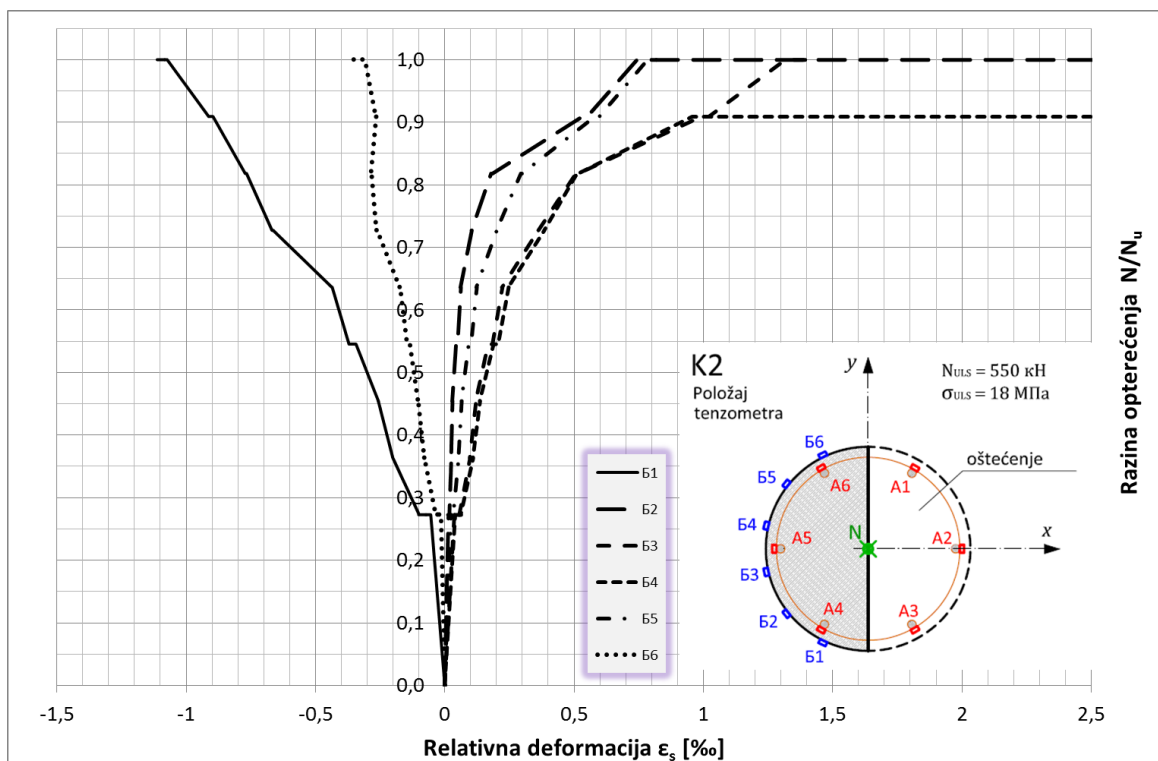 1,0
0,9
0,8
0,7
0,6
0,5
0,4
0,3
0,2
0,1
0,0
-1,5
-1
-0,5
0
0,5
1
1,5
2
2,5
Relativna deformacija εs [‰]
Razina opterećenja N/Nu
Б1
Б2
Б3
Б4
Б5
Б6
K2
Položaj
tenzometra
y
NULS = 550 кН
σULS = 18 МПа
oštećenje
x
N
Б6
Б5
Б4
Б3
Б2
Б1
A6
A1
A5
A2
A4
A3